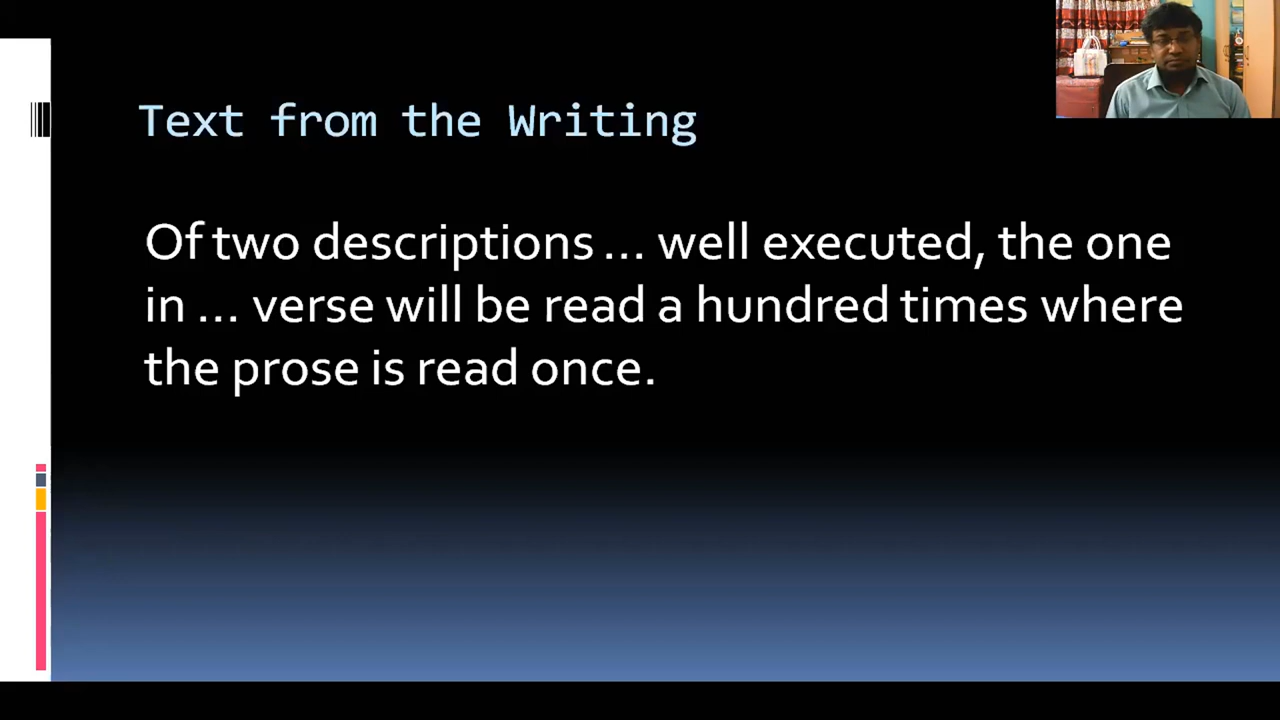 Text from the Writing
Of two descriptions ... well executed, the one
in ... verse will be read a hundred times where
the prose is read once.